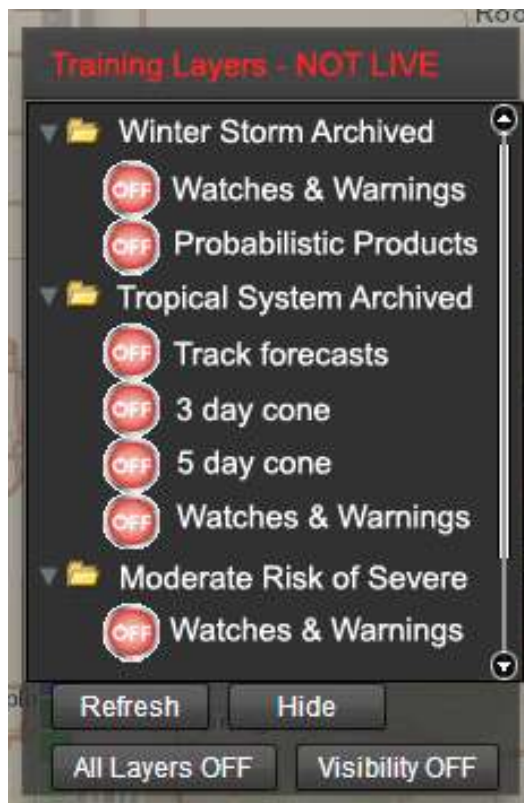 Training Layers - NOT LIVE
Winter Storm Archived
OFF Watches & Warnings
OFF Probabilistic Products
Tropical System Archived
OFF Track forecasts
OFF 3 day cone
OFF 5 day cone
OFF Watches & Warnings
Moderate Risk of Severe
OFF Watches & Warnings
Refresh Hide
All Layers OFF Visibility OFF